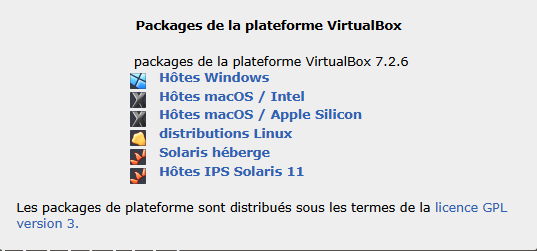 Packages de la plateforme VirtualBox
packages de la plateforme VirtualBox 7.2.6
Hôtes Windows
Hôtes macOS / Intel
Hôtes macOS / Apple Silicon
distributions Linux
Solaris héberge
Hôtes IPS Solaris 11
Les packages de plateforme sont distribués sous les termes de la licence GPL
version 3.